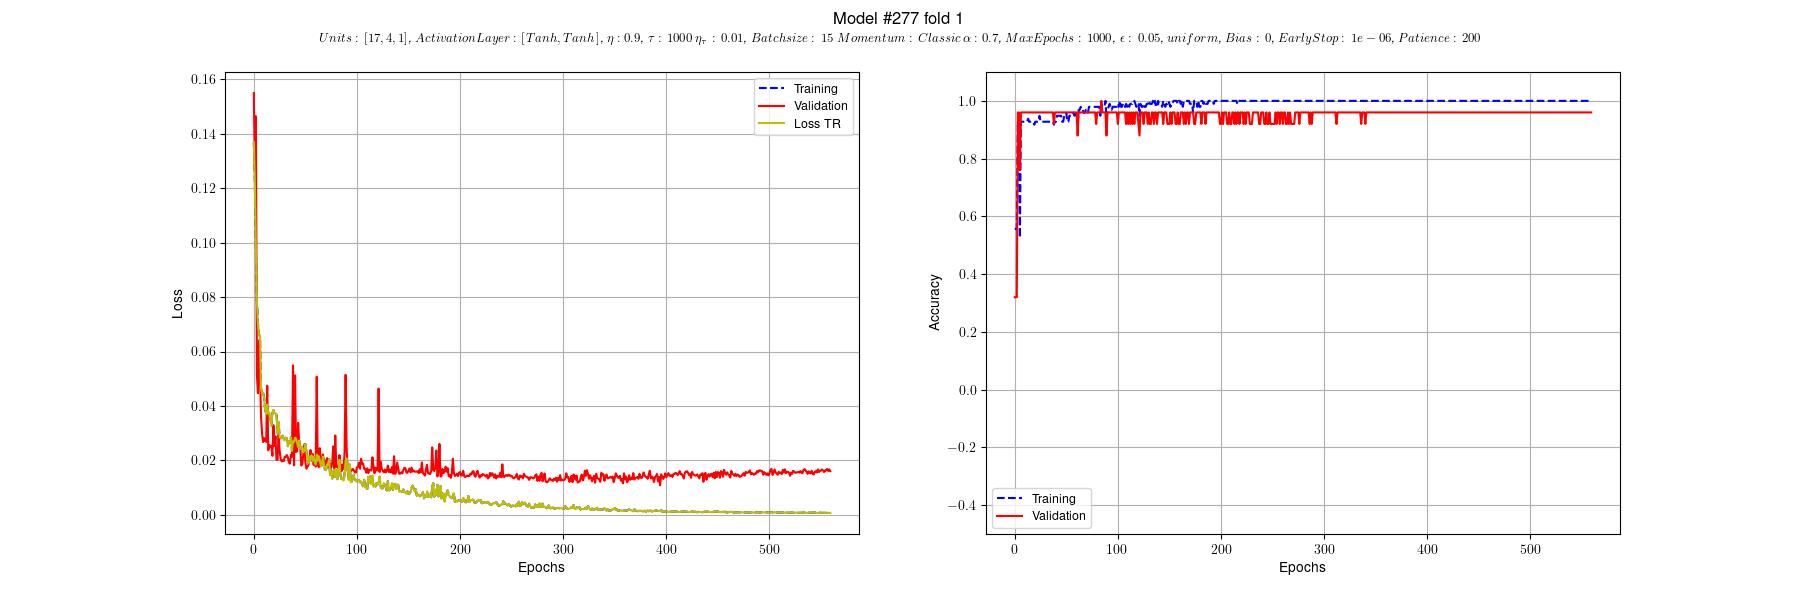 Model #277 fold 1
Units : [17, 4, 1], ActivationLayer : [Tanh, Tanh], η : 0.9, τ : 1000 η_τ : 0.01, Batchsize : 15 Momentum : Classic α : 0.7, MaxEpochs : 1000, ϵ : 0.05, uniform, Bias : 0, EarlyStop : 1e − 06, Patience : 200
0.16
0.14
0.12
0.10
0.08
0.06
0.04
0.02
0.00
Loss
Training
Validation
Loss TR
0 100 200 300 400 500
Epochs
1.0
0.8
0.6
0.4
0.2
0.0
−0.2
−0.4
Accuracy
Training
Validation
0 100 200 300 400 500
Epochs